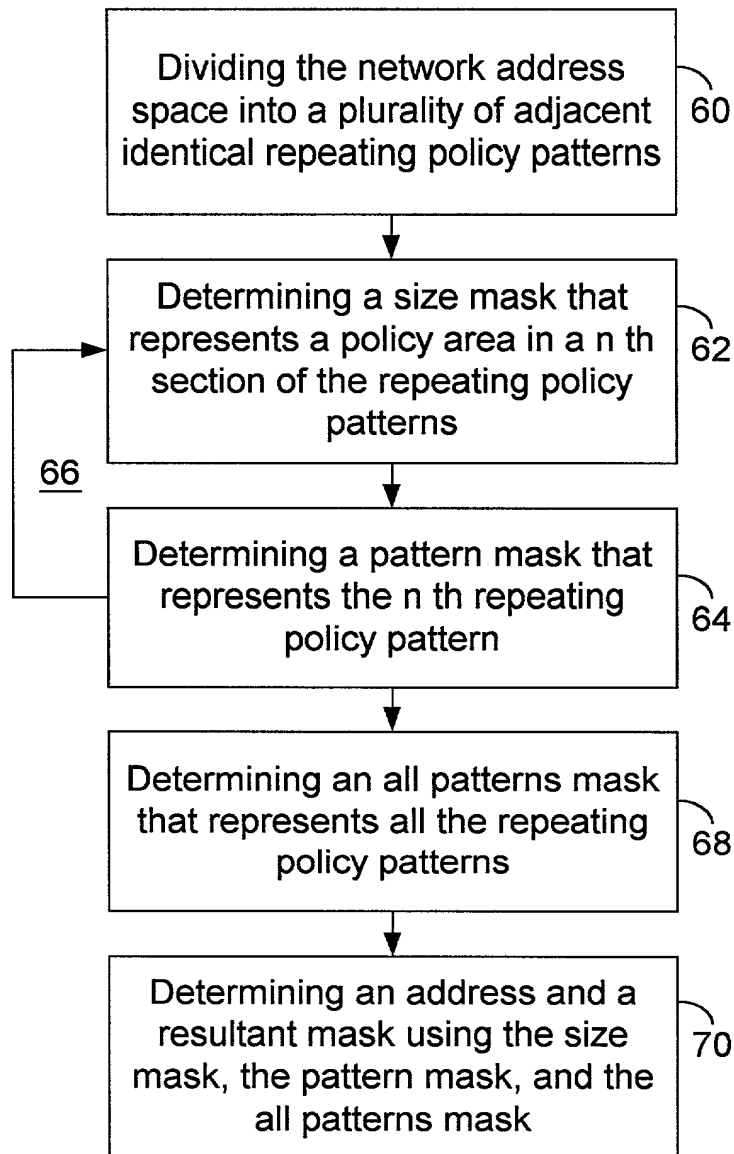 Dividing the network address
space into a plurality of adjacent
identical repeating policy patterns
60
Determining a size mask that
represents a policy area in a n th
section of the repeating policy
patterns
62
66
Determining a pattern mask that
represents the n th repeating
policy pattern
64
Determining an all patterns mask
that represents all the repeating
policy patterns
68
Determining an address and a
resultant mask using the size
mask, the pattern mask, and the
all patterns mask
70